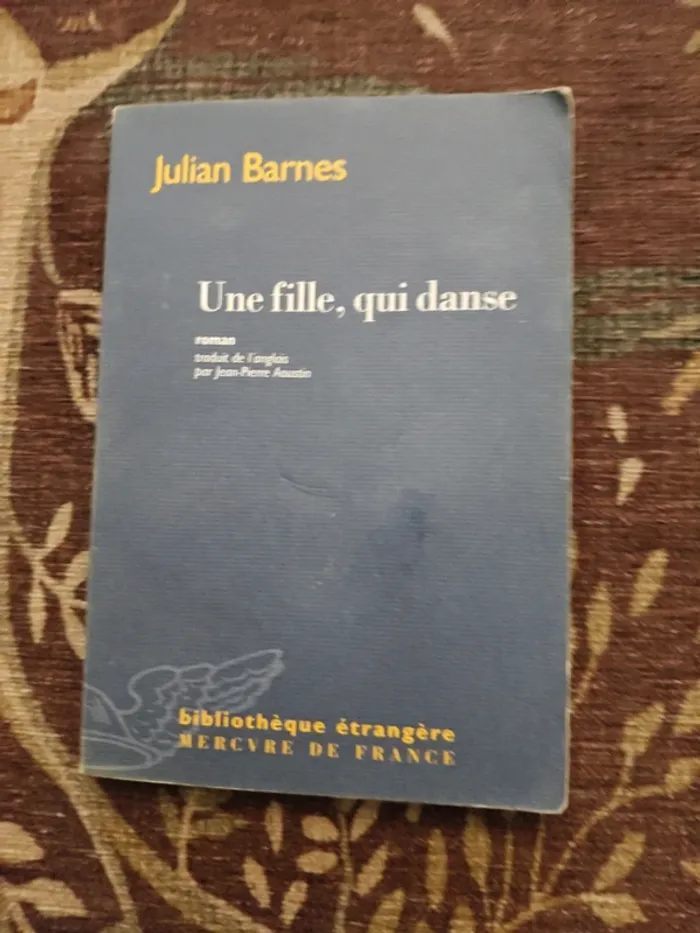 Julian Barnes
Une fille, qui danse
roman
traduit de l'anglais
par Jean-Pierre Aoustin
bibliothèque étrangère
MERCVRE DE FRANCE